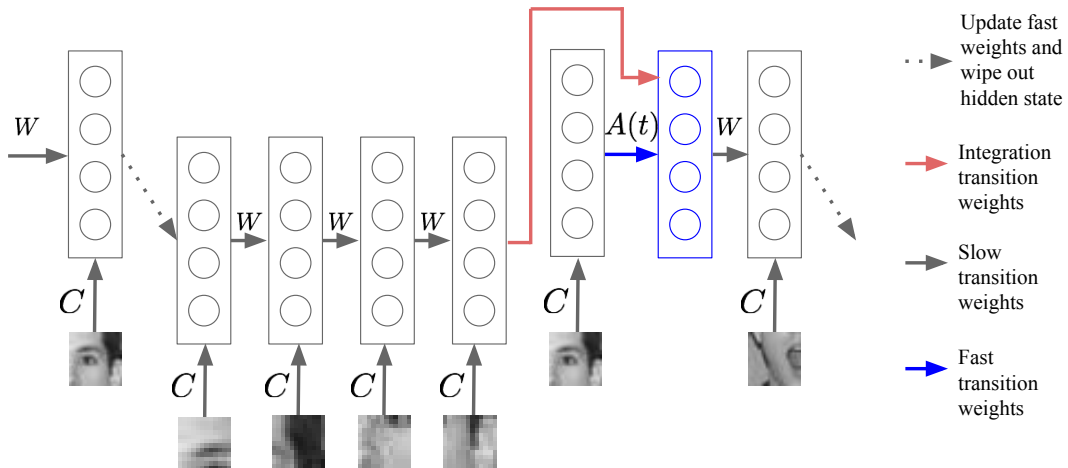 W
C
C
W
C
W
C
W
C
C
A(t)
W
C
Update fast
weights and
wipe out
hidden state
Integration
transition
weights
Slow
transition
weights
Fast
transition
weights